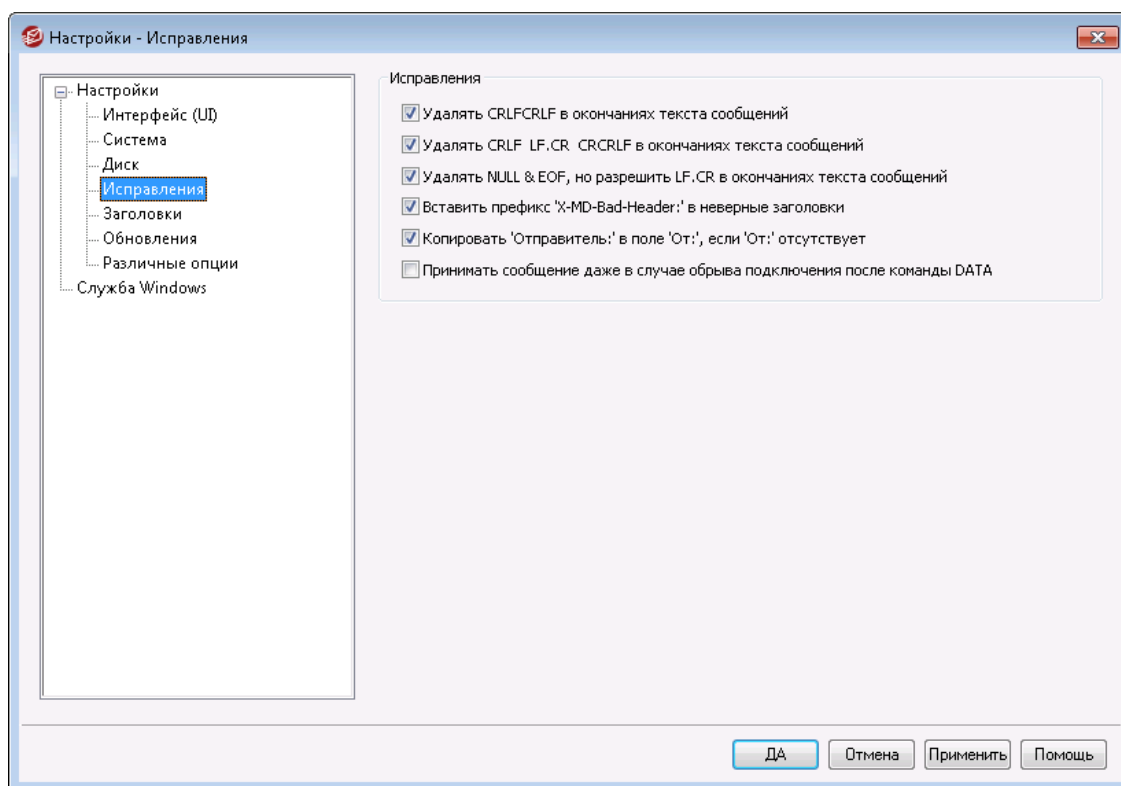 Настройки - Исправления
Настройки
Интерфейс (UI)
Система
Диск
Исправления
Заголовки
Обновления
Различные опции
Служба Windows
Исправления
Удалять CRLFCRLF в окончаниях текста сообщений
Удалять CRLF LF.CR CRCRLF в окончаниях текста сообщений
Удалять NULL & EOF, но разрешить LF.CR в окончаниях текста сообщений
Вставить префикс 'X-MD-Bad-Header:' в неверные заголовки
Копировать 'Отправитель:' в поле 'От:', если 'От:' отсутствует
Принимать сообщение даже в случае обрыва подключения после команды DATA
ДА
Отмена
Применить
Помощь